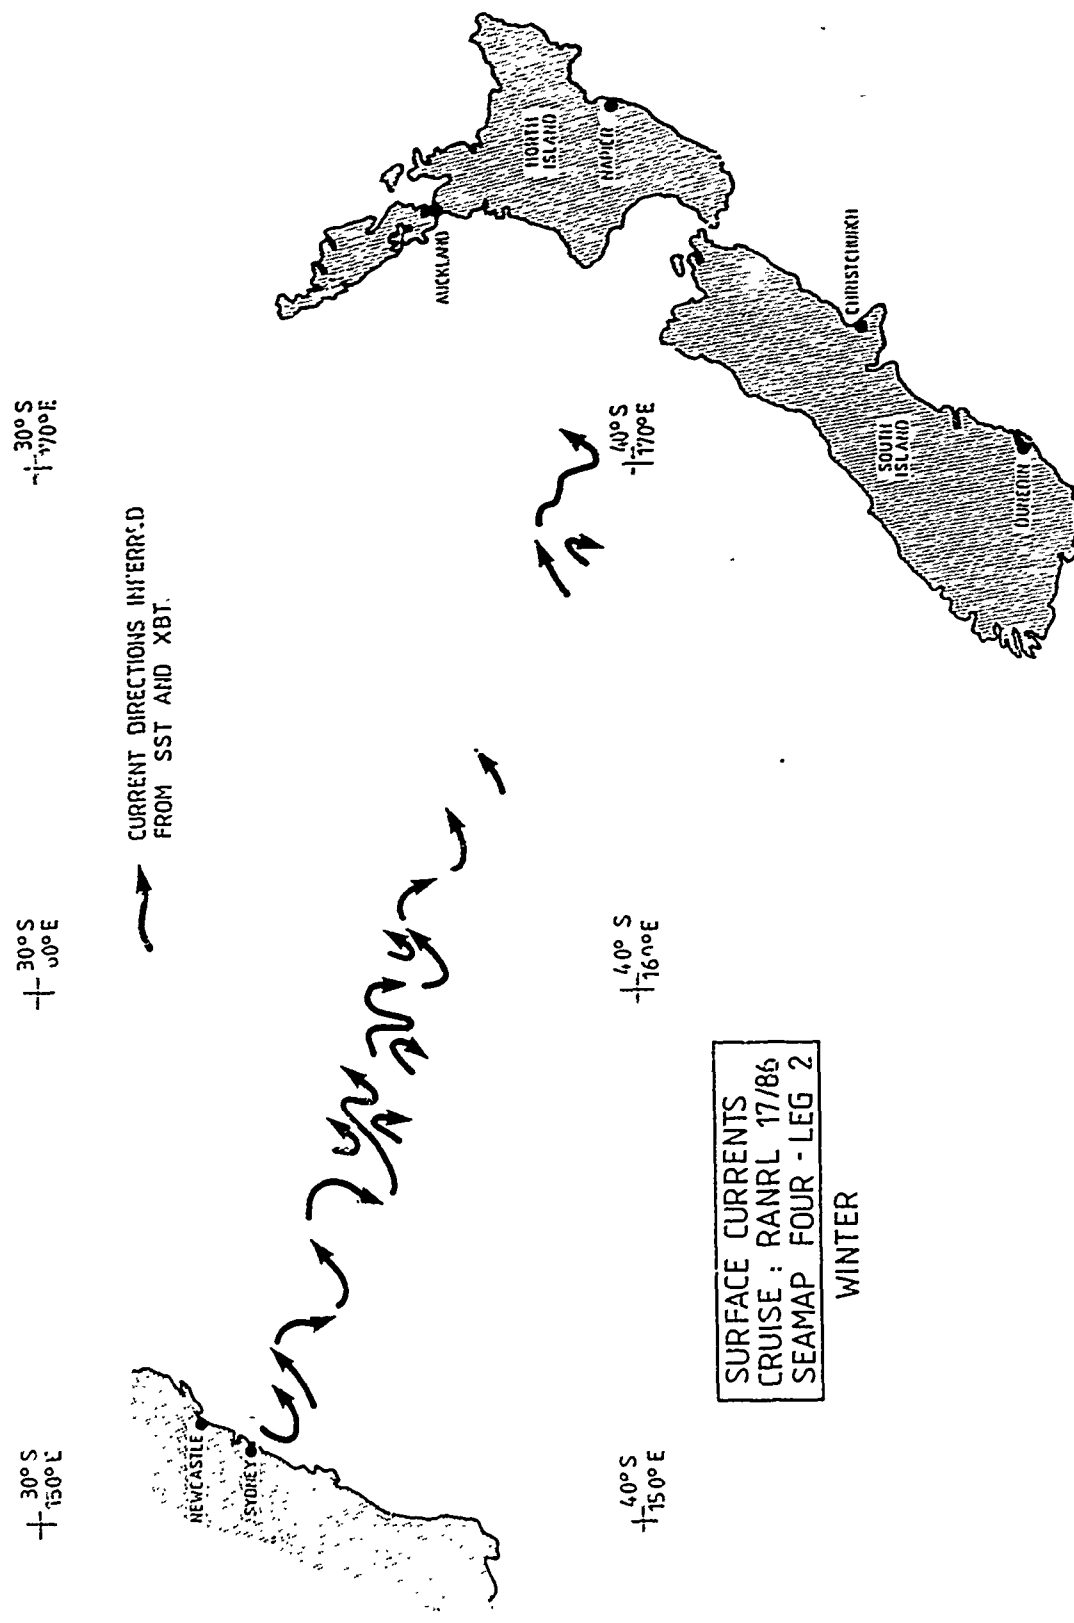 30°S
30°S
30°S
170°E
CURRENT DIRECTIONS INFERRED
FROM SST AND XBT.
NEWCASTLE
SYDNEY
AUCKLAND
NORTH
ISLAND
NAPIER
CHRISTCHURCH
SOUTH
ISLAND
DUNEDIN
40°S
150°E
40° S
160°E
40°S
170°E
SURFACE CURRENTS
CRUISE : RANRL 17/86
SEAMAP FOUR - LEG 2
WINTER